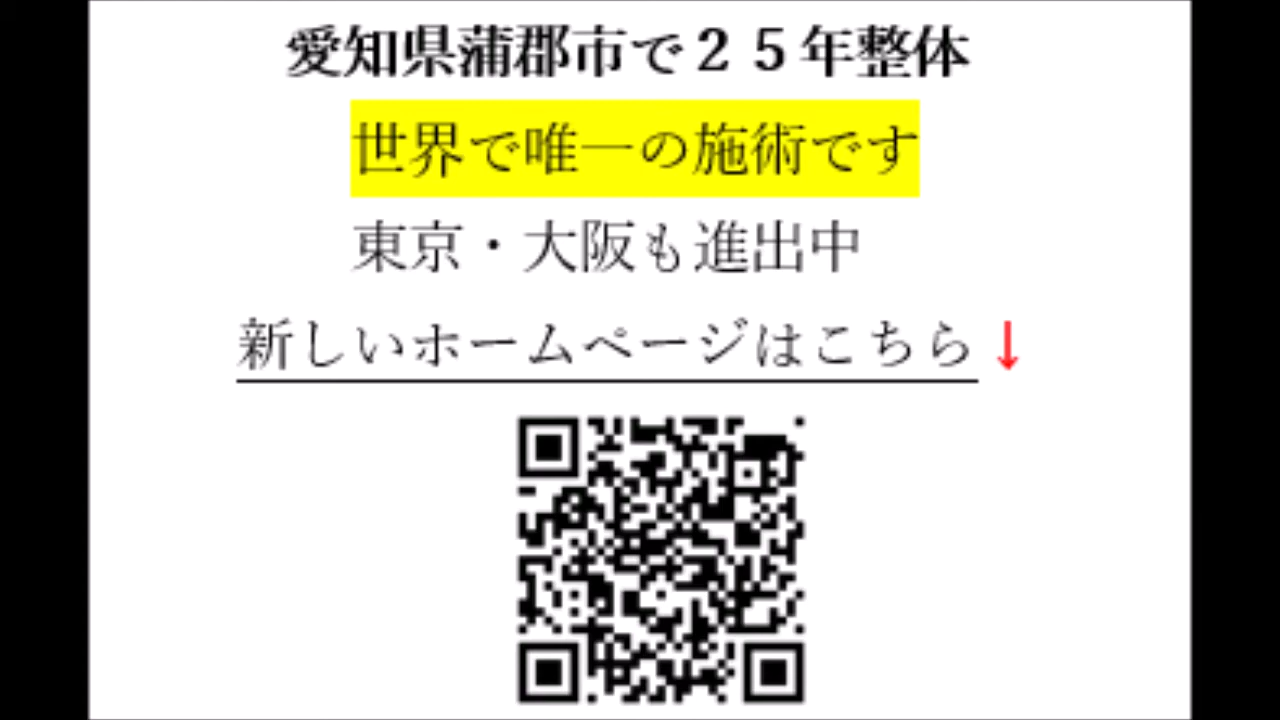 愛知県蒲郡市で２５年整体
世界で唯一の施術です
東京・大阪も進出中
新しいホームページはこちら↓